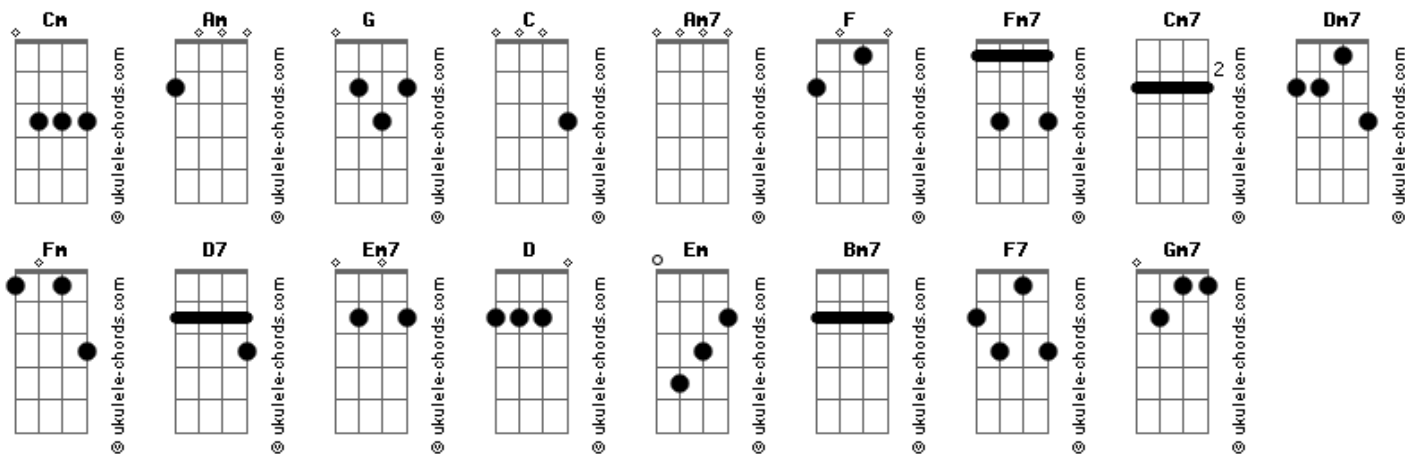 Cm Am G C Am7 F Fm7 Cm7 Dm7
2
© ukulele-chords.com © ukulele-chords.com © ukulele-chords.com © ukulele-chords.com © ukulele-chords.com © ukulele-chords.com © ukulele-chords.com © ukulele-chords.com © ukulele-chords.com
Fm D7 Em7 D Em Bm7 F7 Gm7
© ukulele-chords.com © ukulele-chords.com © ukulele-chords.com © ukulele-chords.com © ukulele-chords.com © ukulele-chords.com © ukulele-chords.com © ukulele-chords.com